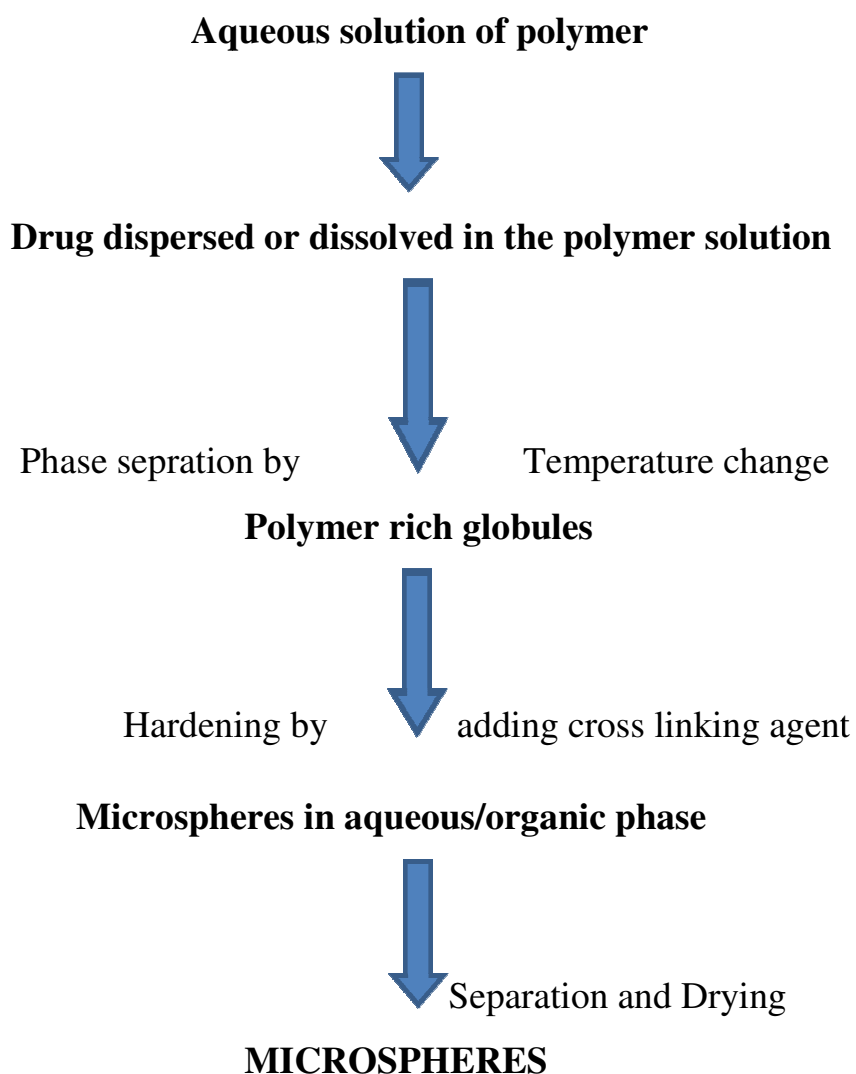 Aqueous solution of polymer
Drug dispersed or dissolved in the polymer solution
Phase sepration by Temperature change
Polymer rich globules
Hardening by adding cross linking agent
Microspheres in aqueous/organic phase
Separation and Drying
MICROSPHERES